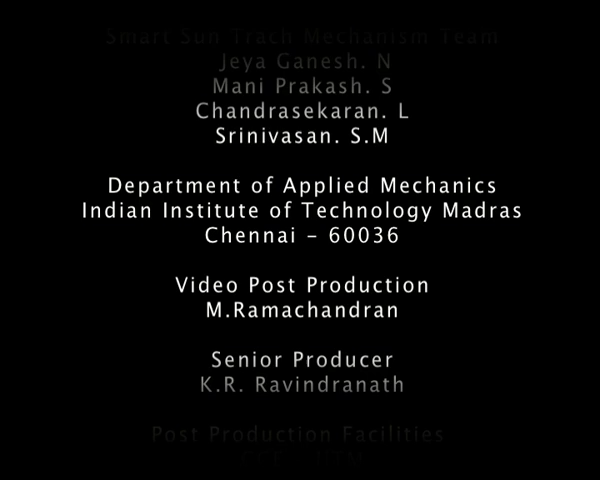 Smart Sun Trach Mechanism Team
Jeya Ganesh. N
Mani Prakash. S
Chandrasekaran. L
Srinivasan. S.M
Department of Applied Mechanics
Indian Institute of Technology Madras
Chennai – 60036
Video Post Production
M.Ramachandran
Senior Producer
K.R. Ravindranath
Post Production Facilities